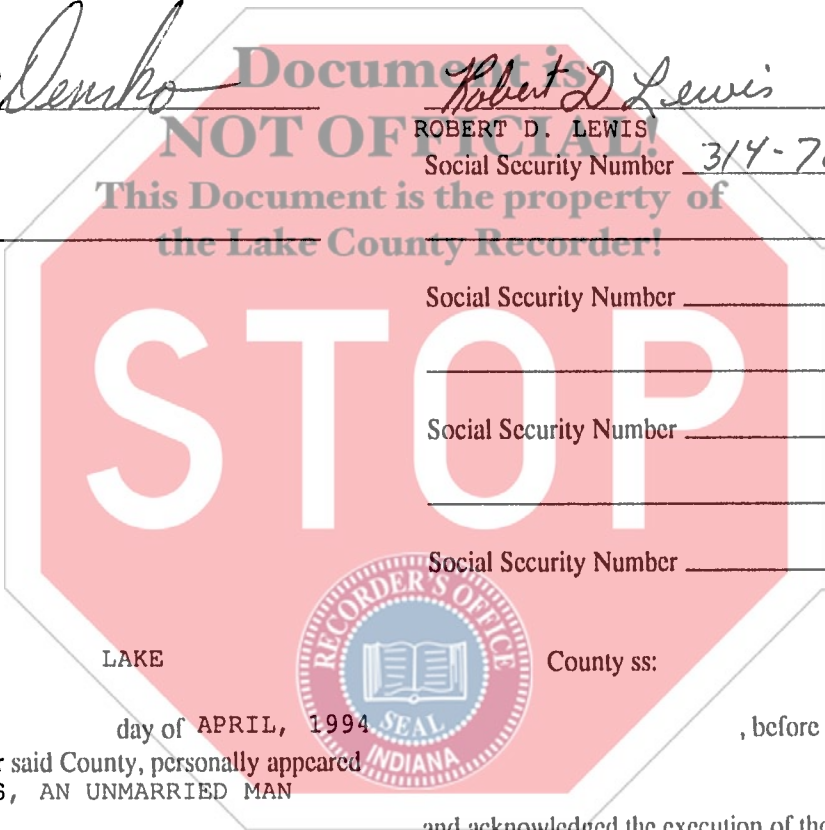 Demko
Document is
Robert D Lewis
NOT OFFICIAL!
ROBERT D. LEWIS
Social Security Number 314-7
This Document is the property of
the Lake County Recorder!
Social Security Number
STOP
Social Security Number
Social Security Number
RECORDER'S OFFICE
LAKE County ss:
day of APRIL, 1994 , before
SEAL
INDIANA
said County, personally appeared
, AN UNMARRIED MAN
and acknowledged the execution of the